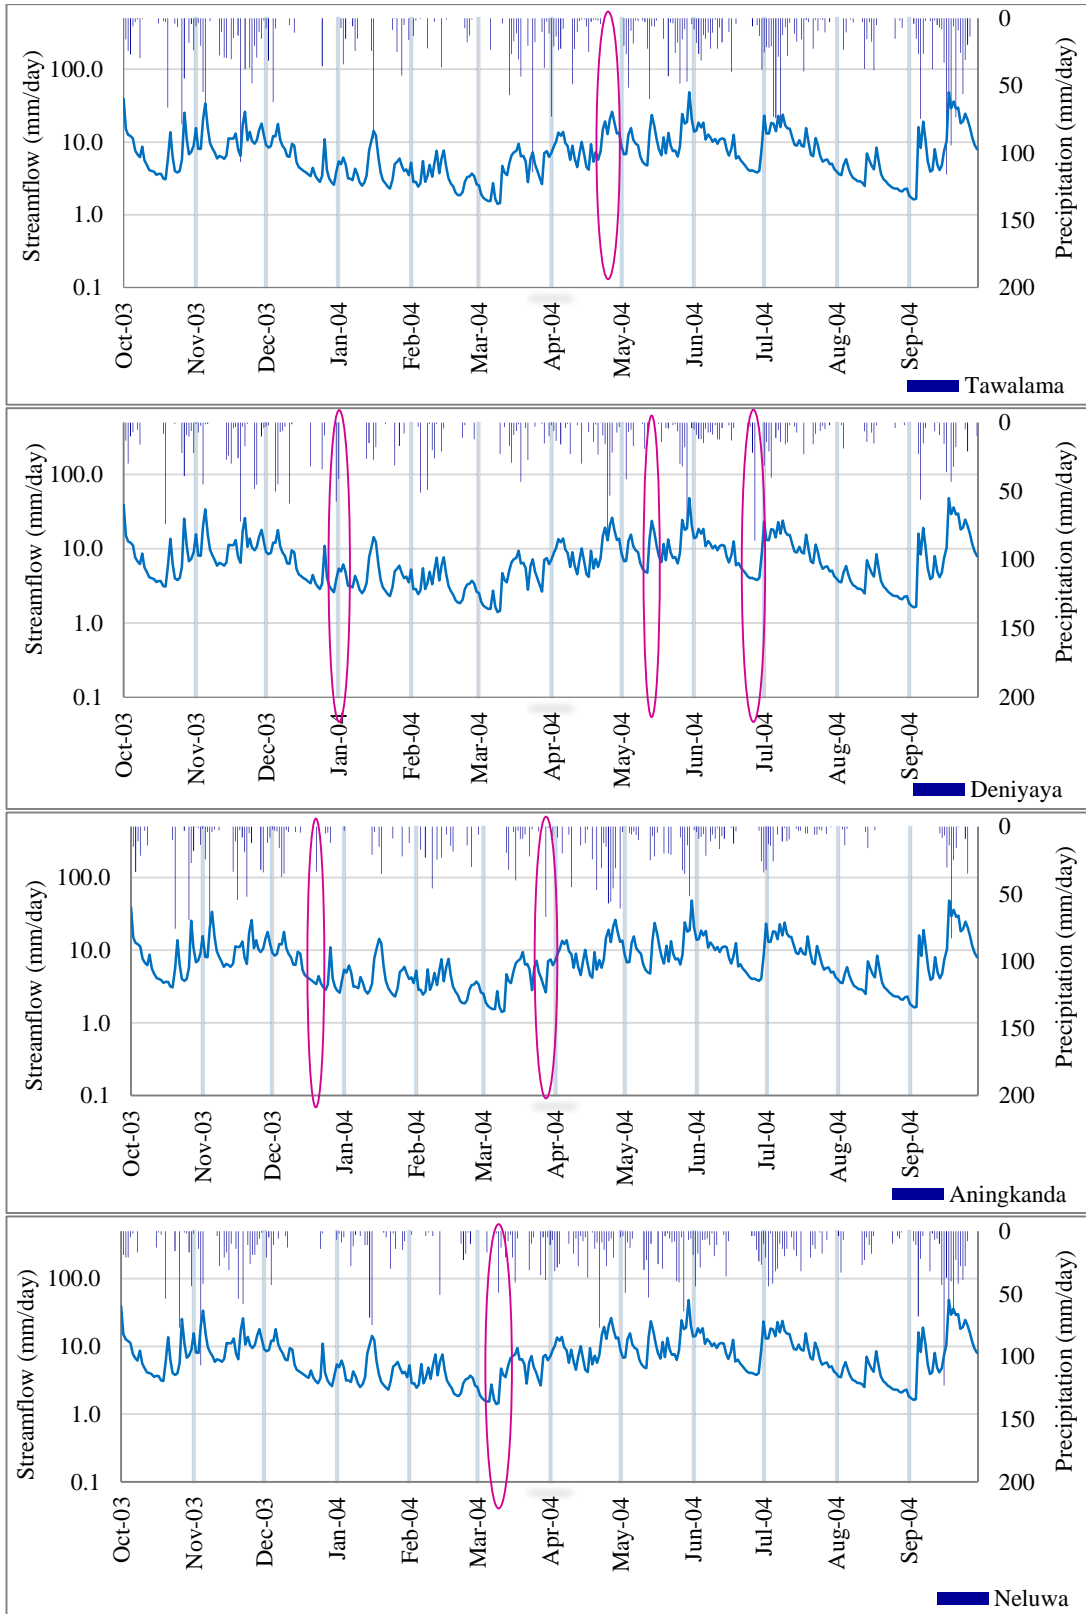 Streamflow (mm/day)
100.0
10.0
1.0
0.1
0
50
100
150
200
Precipitation (mm/day)
Oct-03
Nov-03
Dec-03
Jan-04
Feb-04
Mar-04
Apr-04
May-04
Jun-04
Jul-04
Aug-04
Sep-04
Tawalama
Streamflow (mm/day)
100.0
10.0
1.0
0.1
0
50
100
150
200
Precipitation (mm/day)
Oct-03
Nov-03
Dec-03
Jan-04
Feb-04
Mar-04
Apr-04
May-04
Jun-04
Jul-04
Aug-04
Sep-04
Deniyaya
Streamflow (mm/day)
100.0
10.0
1.0
0.1
0
50
100
150
200
Precipitation (mm/day)
Oct-03
Nov-03
Dec-03
Jan-04
Feb-04
Mar-04
Apr-04
May-04
Jun-04
Jul-04
Aug-04
Sep-04
Aningkanda
Streamflow (mm/day)
100.0
10.0
1.0
0.1
0
50
100
150
200
Precipitation (mm/day)
Oct-03
Nov-03
Dec-03
Jan-04
Feb-04
Mar-04
Apr-04
May-04
Jun-04
Jul-04
Aug-04
Sep-04
Neluwa